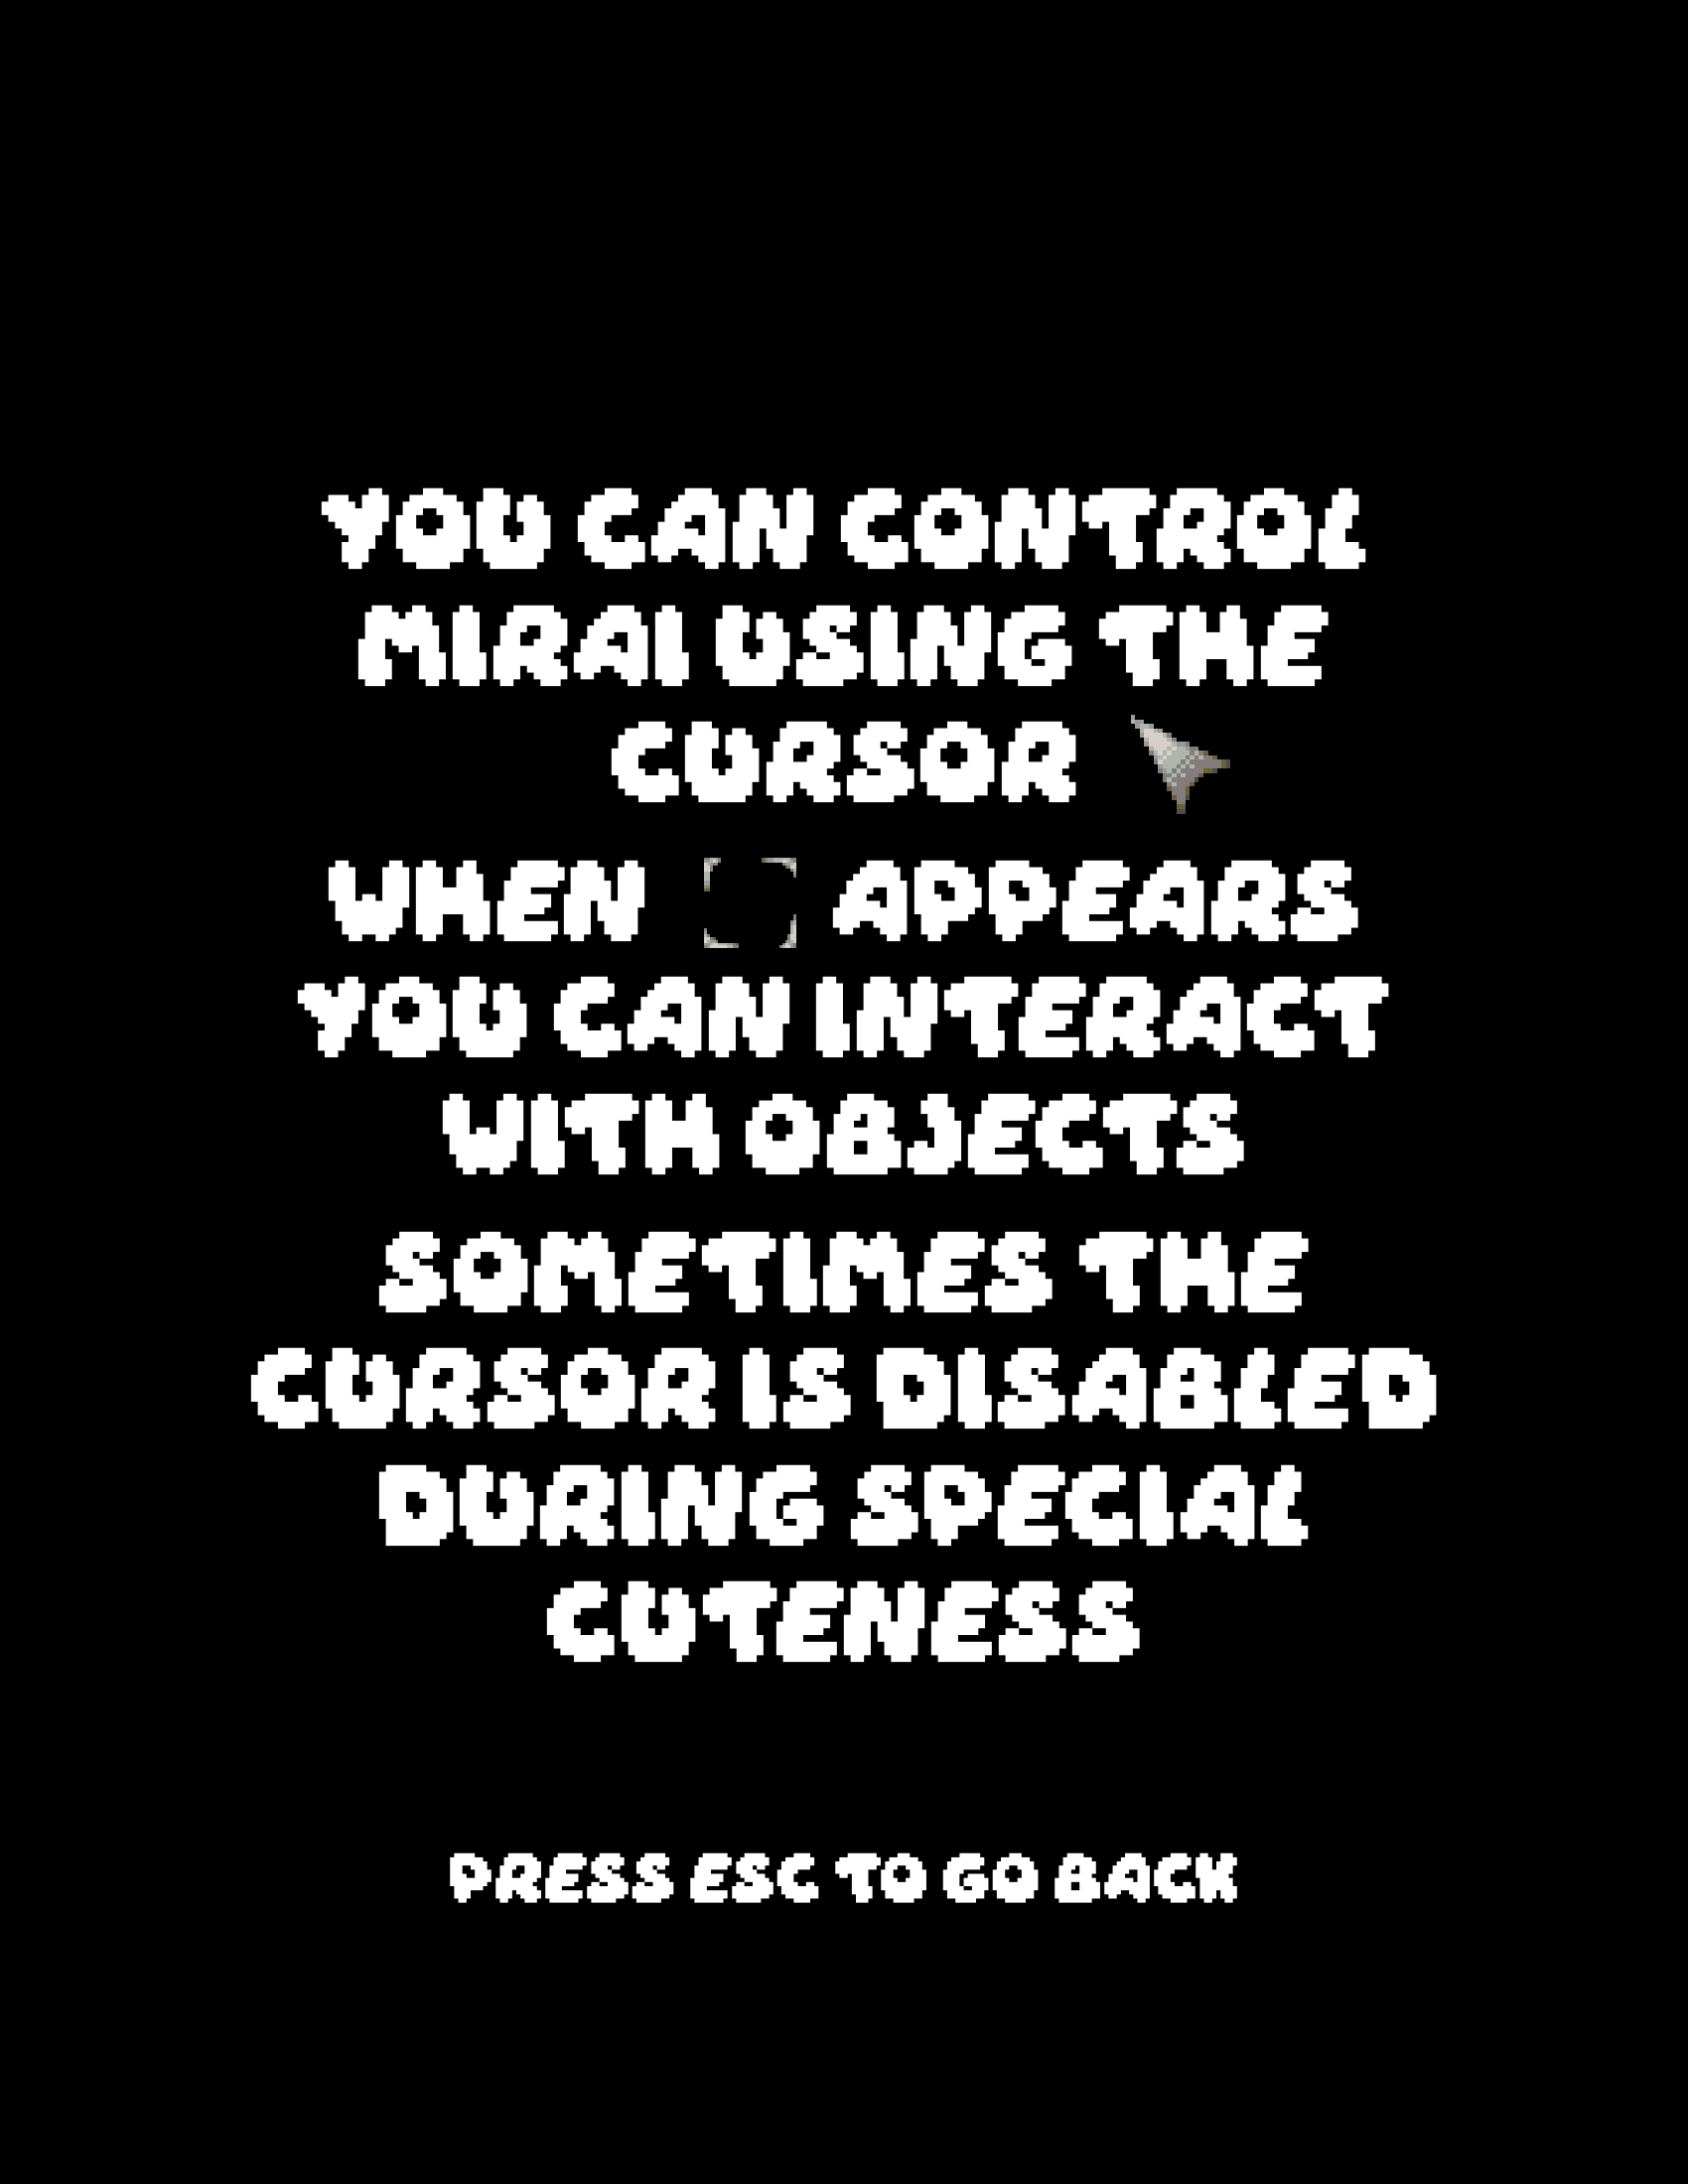 YOU CAN CONTROL
MIRAI USING THE
CURSOR
WHEN APPEARS
YOU CAN INTERACT
WITH OBJECTS
SOMETIMES THE
CURSOR IS DISABLED
DURING SPECIAL
CUTENESS
PRESS ESC TO GO BACK